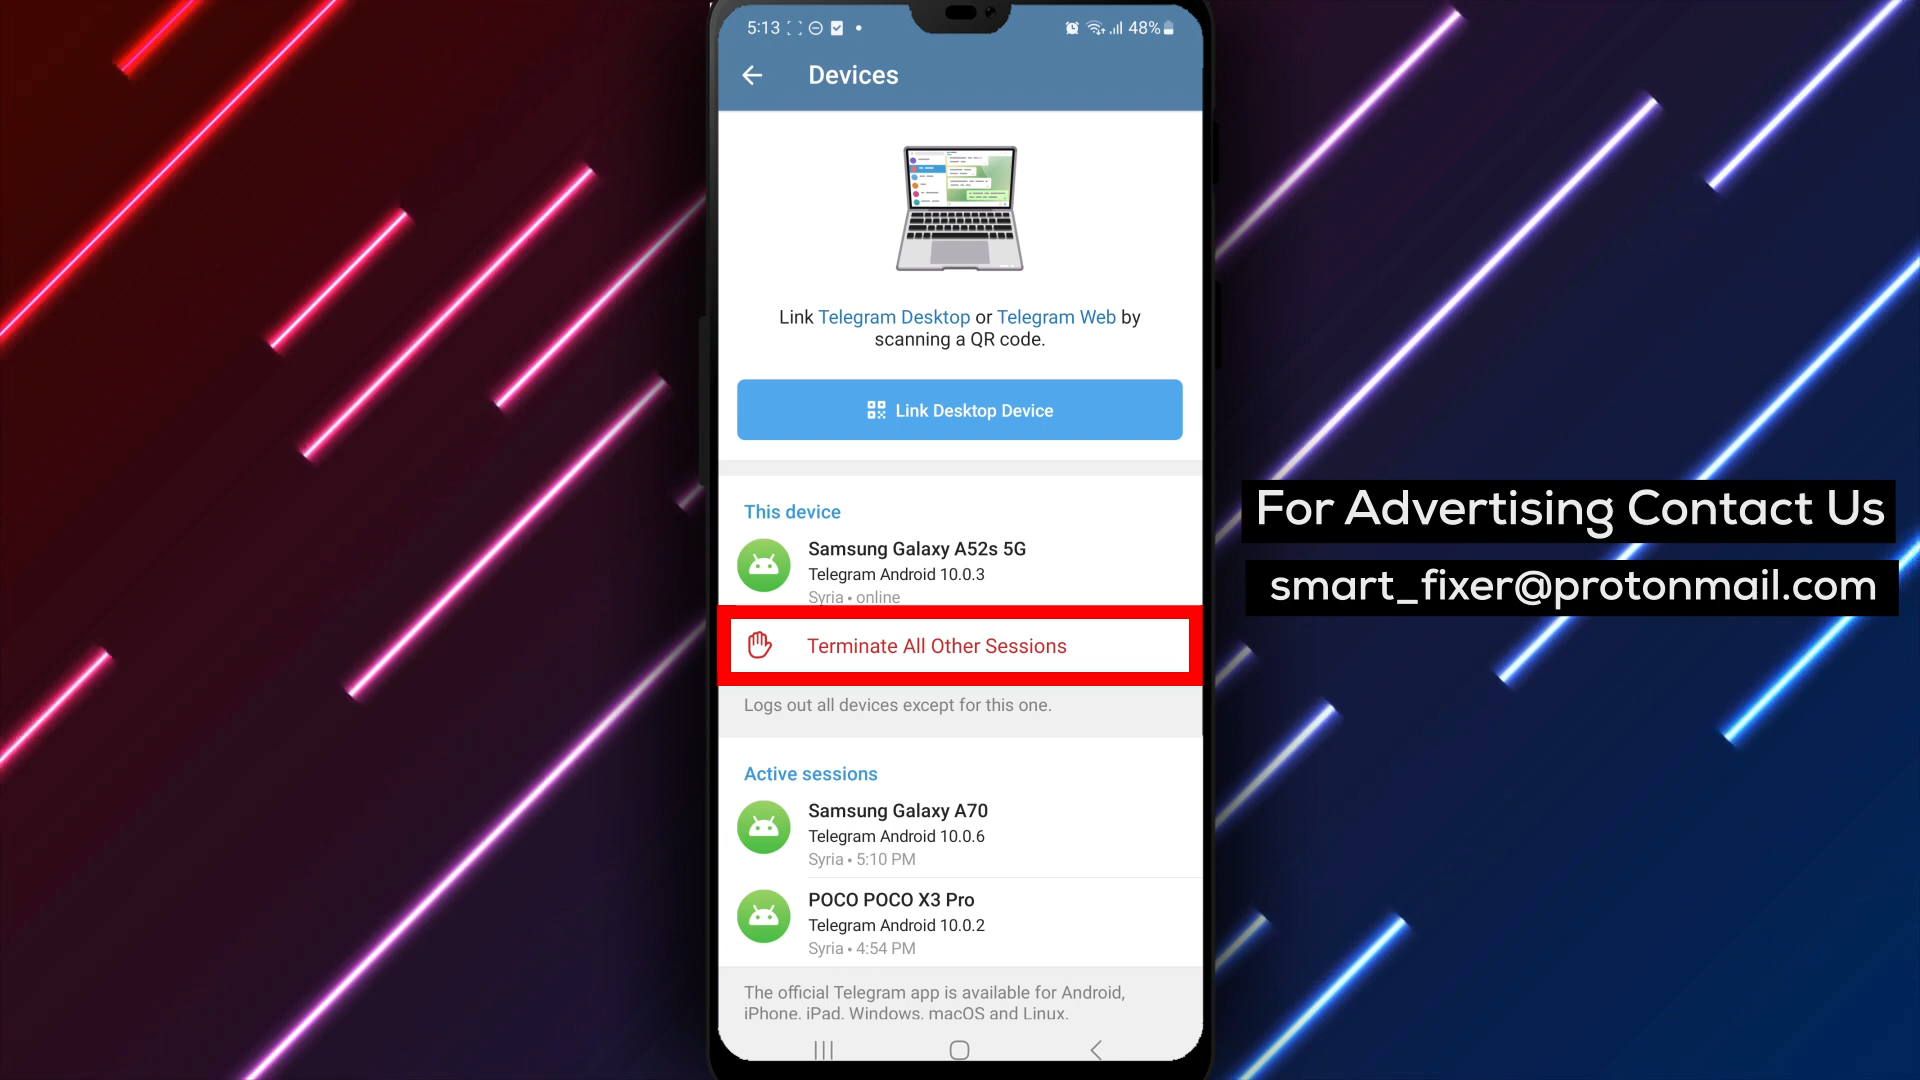 5:13
48%
Devices
Link Telegram Desktop or Telegram Web by
scanning a QR code.
Link Desktop Device
This device
Samsung Galaxy A52s 5G
Telegram Android 10.0.3
Syria • online
Terminate All Other Sessions
Logs out all devices except for this one.
Active sessions
Samsung Galaxy A70
Telegram Android 10.0.6
Syria • 5:10 PM
POCO POCO X3 Pro
Telegram Android 10.0.2
Syria • 4:54 PM
The official Telegram app is available for Android,
iPhone, iPad, Windows, macOS and Linux.
For Advertising Contact Us
smart_fixer@protonmail.com